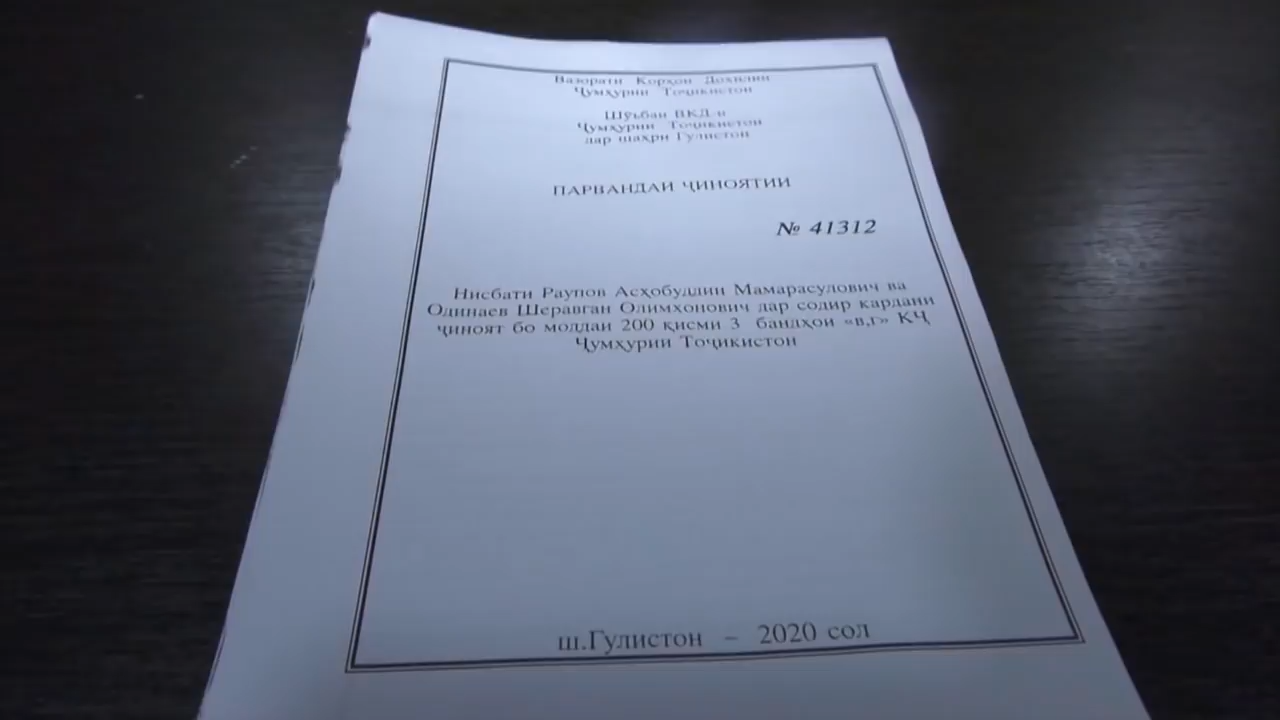 Вазорати Корҳои Дохилии
Ҷумҳурии Тоҷикистон
Шӯъбаи ВКД и
Ҷумҳурии Тоҷикистон
дар шаҳри Гулистон
ПАРВАНДАИ ҶИНОЯТИИ
№ 41312
Нисбати Раупов Асҳобуддин Мамарасулович ва
Одинаев Шеравган Олимхонович дар содир кардани
ҷиноят бо моддаи 200 қисми 3 бандҳои «в,г» КҶ
Ҷумҳурии Тоҷикистон
ш.Гулистон – 2020 сол